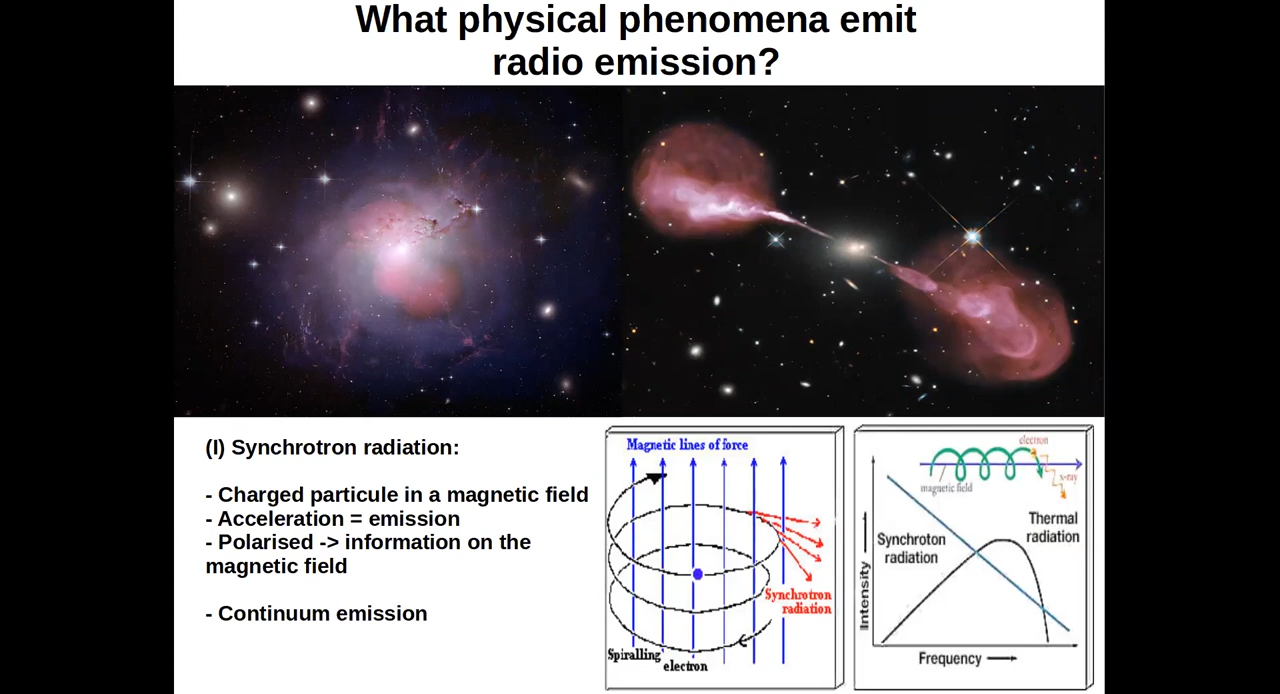 What physical phenomena emit
radio emission?
(I) Synchrotron radiation:
- Charged particule in a magnetic field
- Acceleration = emission
- Polarised -> information on the
magnetic field
- Continuum emission
Magnetic lines of force
Synchrotron
radiation
Spiralling
electron
electron
x-ray
magnetic field
Thermal
radiation
Synchroton
radiation
Intensity
Frequency